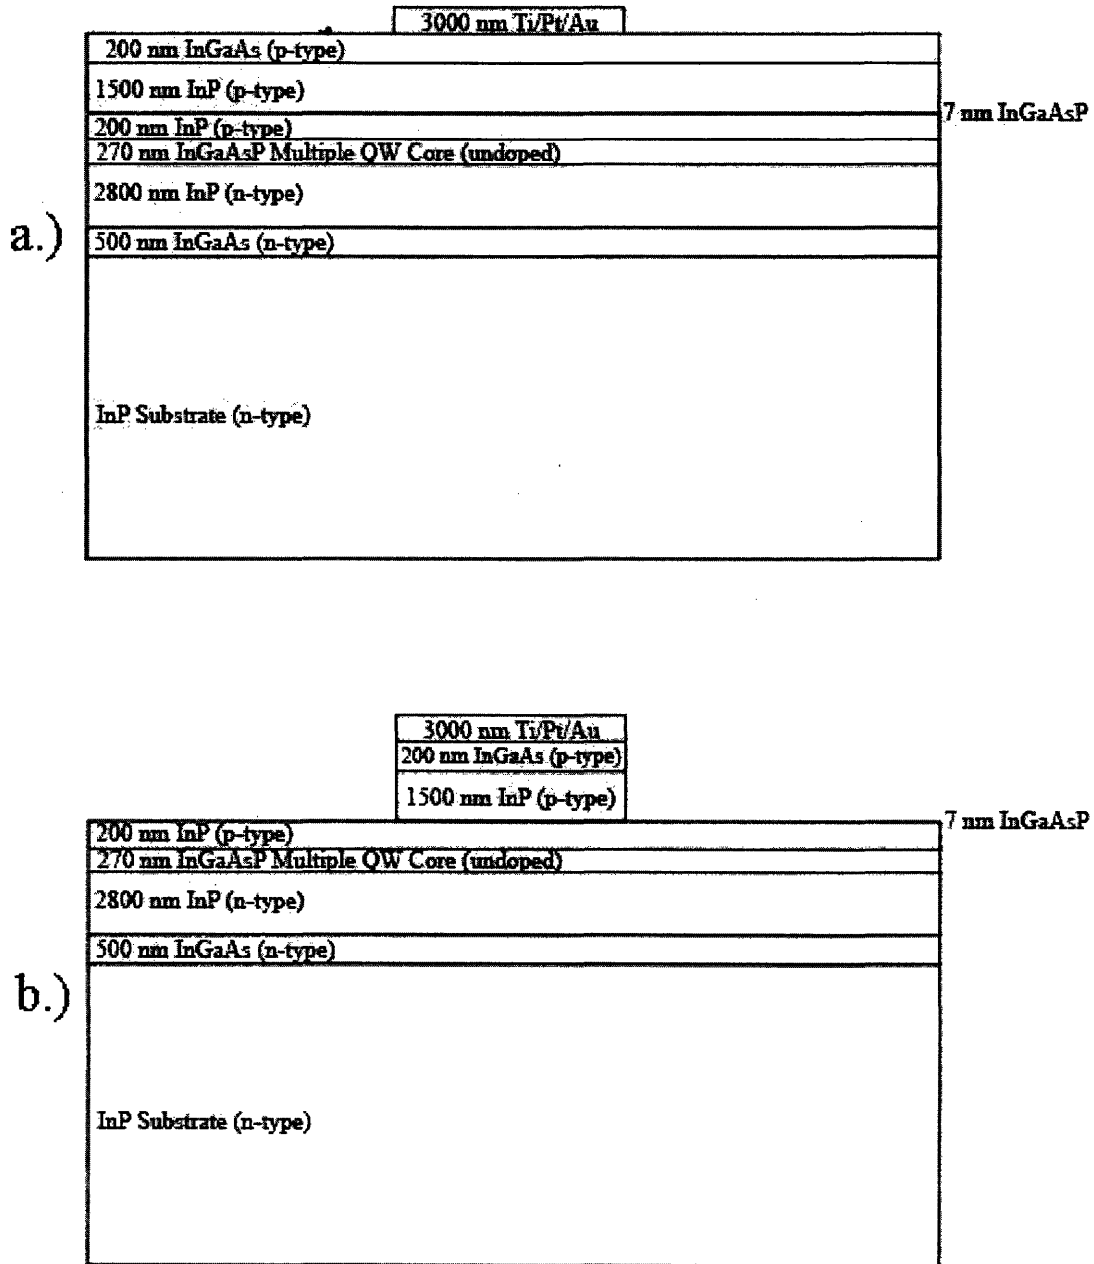 3000 nm Ti/Pt/Au
200 nm InGaAs (p-type)
1500 nm InP (p-type)
7 nm InGaAsP
200 nm InP (p-type)
270 nm InGaAsP Multiple QW Core (undoped)
2800 nm InP (n-type)
a.)
500 nm InGaAs (n-type)
InP Substrate (n-type)
3000 nm Ti/Pt/Au
200 nm InGaAs (p-type)
1500 nm InP (p-type)
7 nm InGaAsP
200 nm InP (p-type)
270 nm InGaAsP Multiple QW Core (undoped)
2800 nm InP (n-type)
500 nm InGaAs (n-type)
b.)
InP Substrate (n-type)